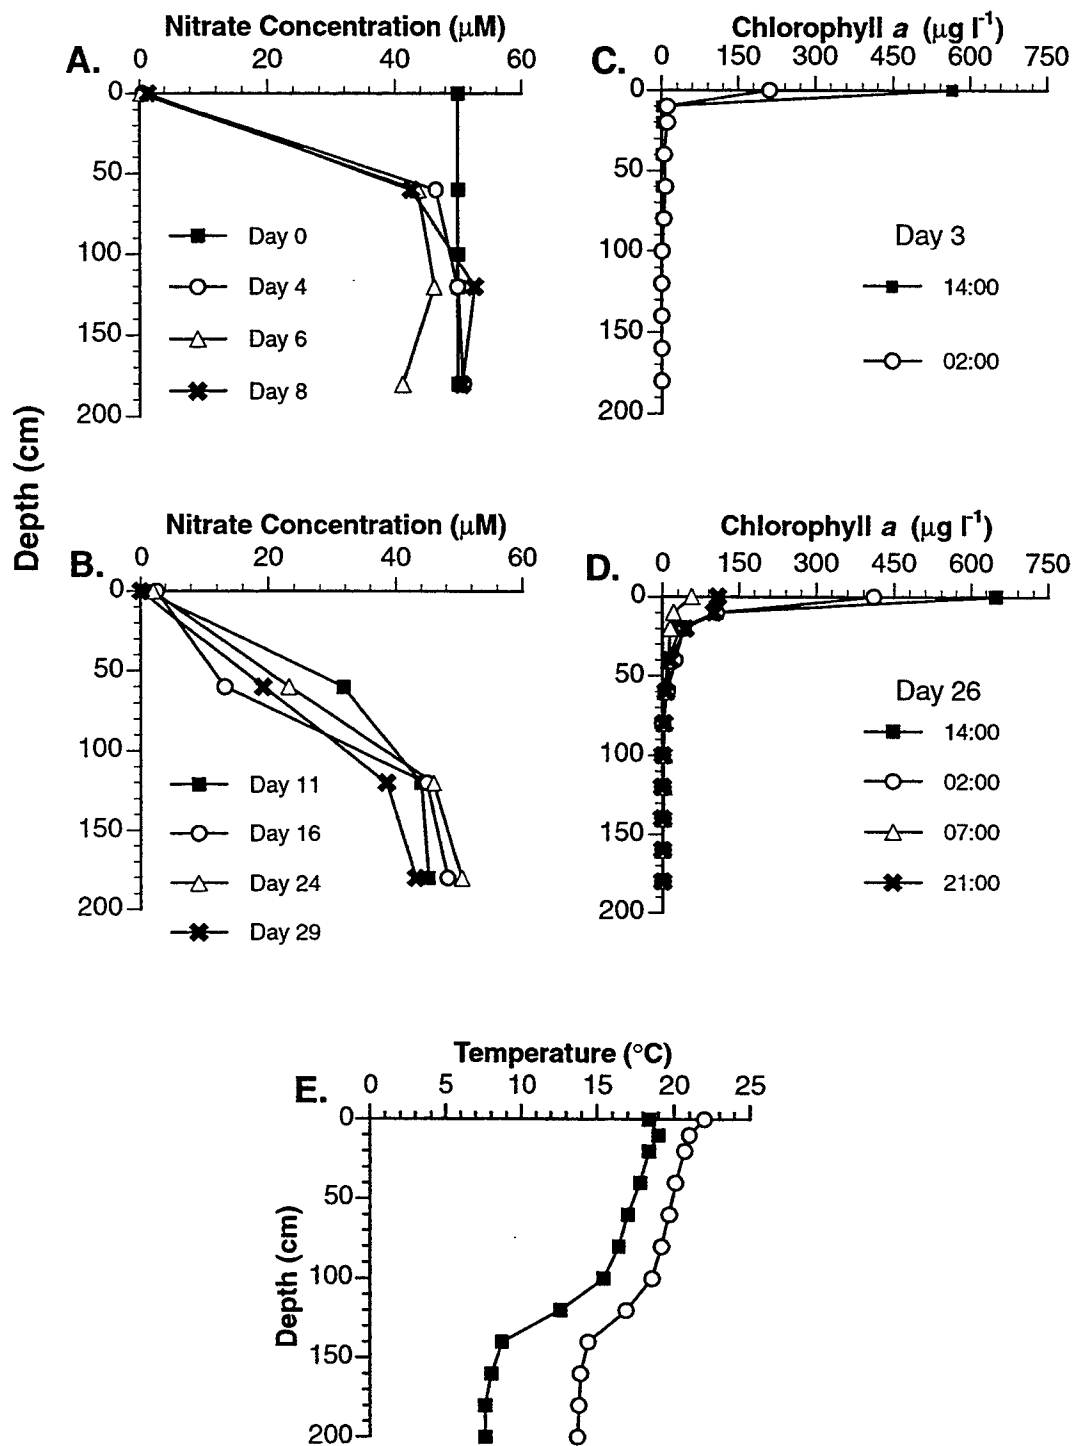 Nitrate Concentration (μM)
A. 0 20 40 60
0
50
100
150
200
Day 0
Day 4
Day 6
Day 8
Chlorophyll a (μg l⁻¹)
C. 0 150 300 450 600 750
0
50
100
150
200
Day 3
14:00
02:00
Depth (cm)
Nitrate Concentration (μM)
B. 0 20 40 60
0
50
100
150
200
Day 11
Day 16
Day 24
Day 29
Chlorophyll a (μg l⁻¹)
D. 0 150 300 450 600 750
0
50
100
150
200
Day 26
14:00
02:00
07:00
21:00
Temperature (°C)
E. 0 5 10 15 20 25
Depth (cm)
0
50
100
150
200